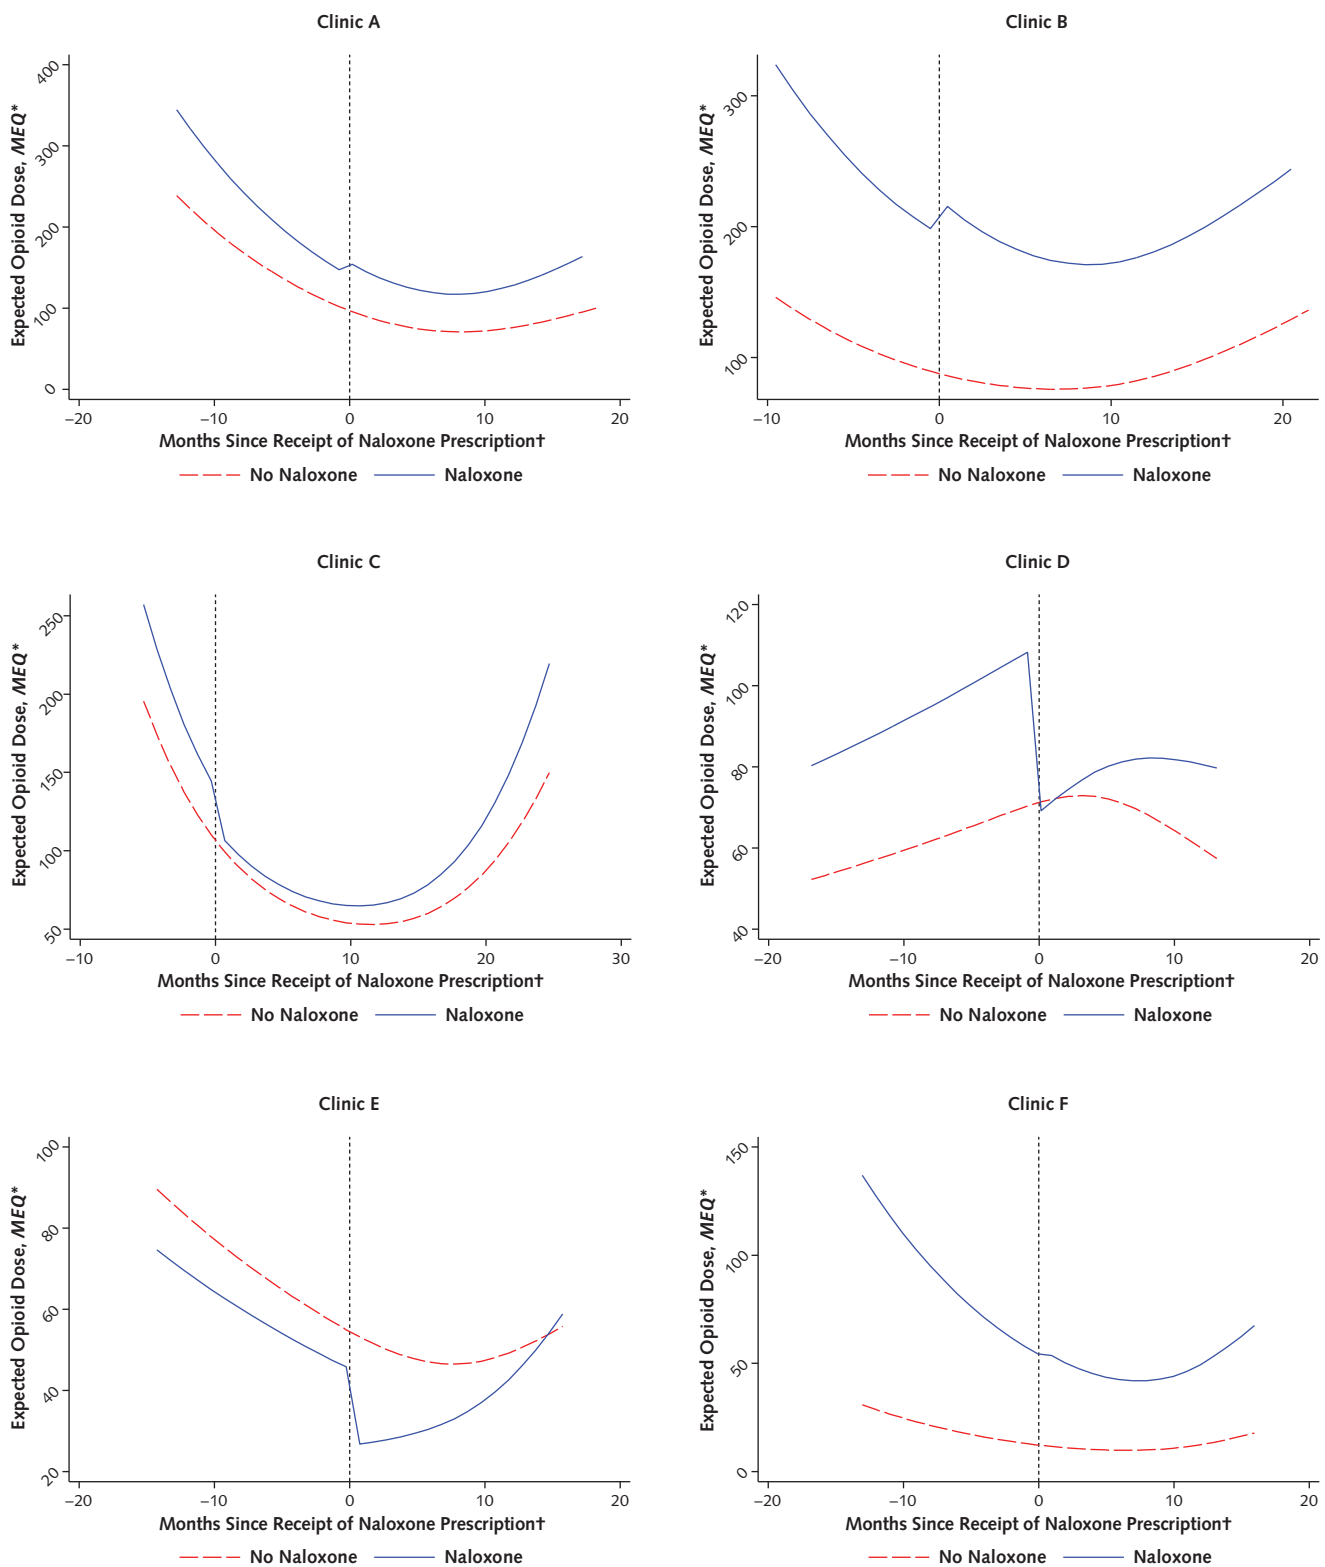 Clinic A
Expected Opioid Dose, MEQ*
400
300
200
100
0
–20 –10 0 10 20
Months Since Receipt of Naloxone Prescription†
No Naloxone Naloxone
Clinic B
Expected Opioid Dose, MEQ*
300
200
100
–10 0 10 20
Months Since Receipt of Naloxone Prescription†
No Naloxone Naloxone
Clinic C
Expected Opioid Dose, MEQ*
250
200
150
100
50
–10 0 10 20 30
Months Since Receipt of Naloxone Prescription†
No Naloxone Naloxone
Clinic D
Expected Opioid Dose, MEQ*
120
100
80
60
40
–20 –10 0 10 20
Months Since Receipt of Naloxone Prescription†
No Naloxone Naloxone
Clinic E
Expected Opioid Dose, MEQ*
100
80
60
40
20
–20 –10 0 10 20
Months Since Receipt of Naloxone Prescription†
No Naloxone Naloxone
Clinic F
Expected Opioid Dose, MEQ*
150
100
50
0
–20 –10 0 10 20
Months Since Receipt of Naloxone Prescription†
No Naloxone Naloxone